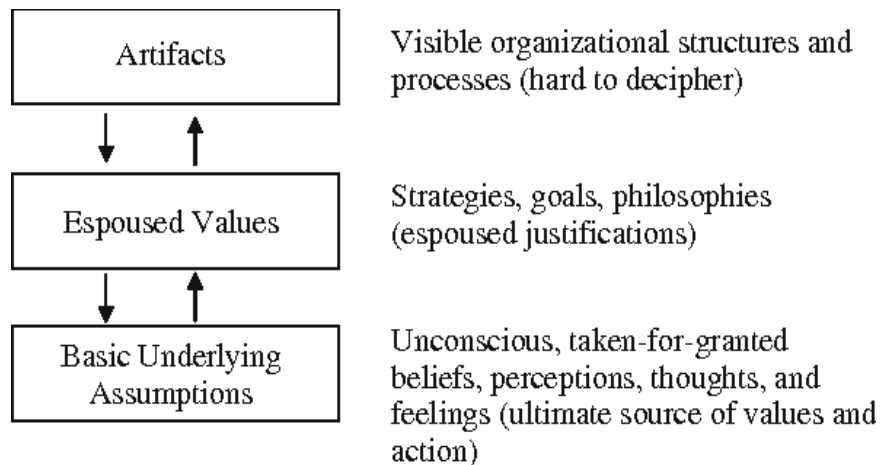 Artifacts
Visible organizational structures and
processes (hard to decipher)
Espoused Values
Strategies, goals, philosophies
(espoused justifications)
Basic Underlying
Assumptions
Unconscious, taken-for-granted
beliefs, perceptions, thoughts, and
feelings (ultimate source of values and
action)